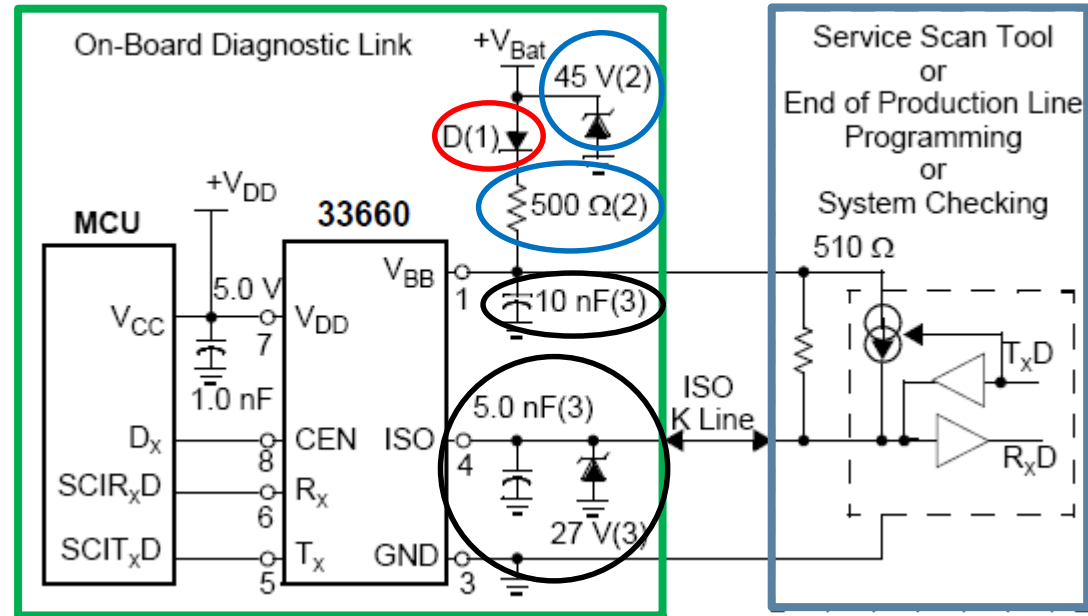 On-Board Diagnostic Link
+VBat
45 V(2)
D(1)
500 Ω(2)
+VDD
MCU
33660
VBB
1
10 nF(3)
5.0 V
VCC
VDD
7
1.0 nF
5.0 nF(3)
DX
CEN
8
ISO
4
SCIRXD
RX
6
27 V(3)
SCITXD
TX
5
GND
3
ISO
K Line
Service Scan Tool
or
End of Production Line
Programming
or
System Checking
510 Ω
TXD
RXD